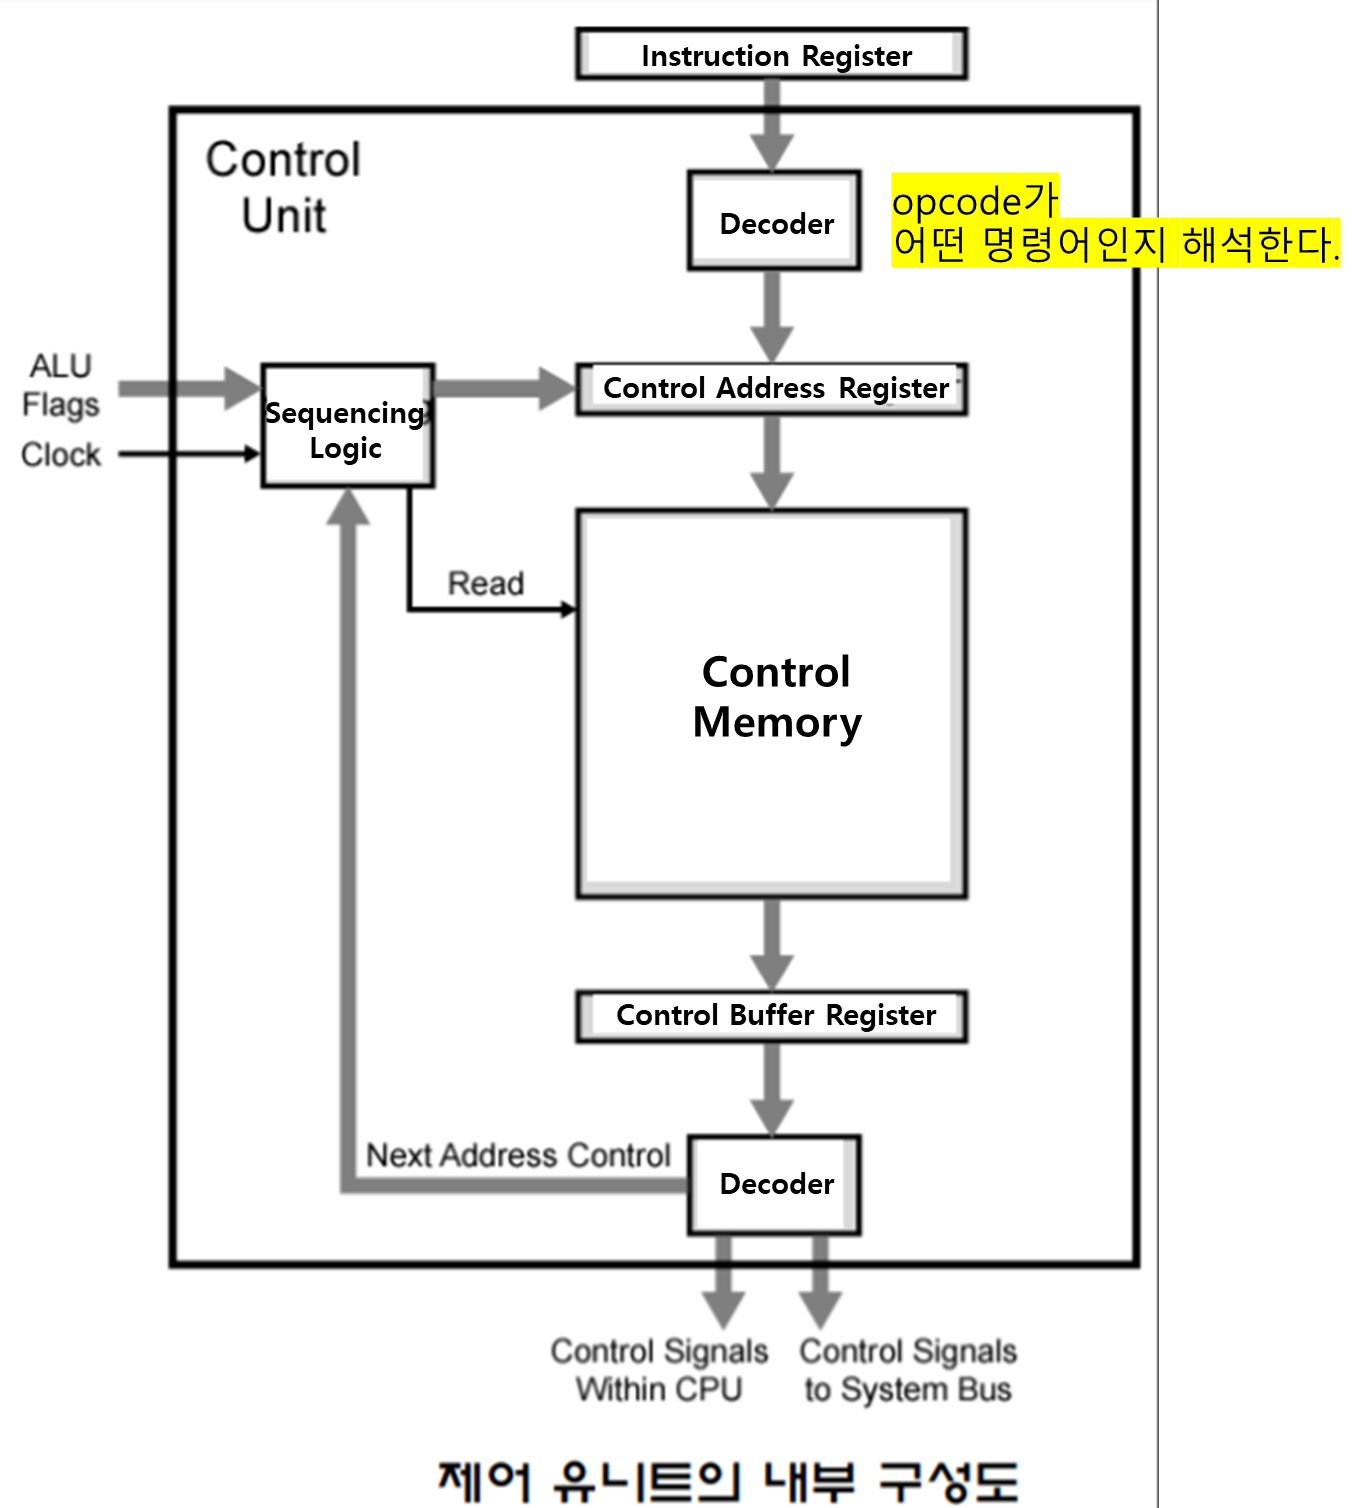 Instruction Register
Control
Unit
Decoder
opcode가
어떤 명령어인지 해석한다.
ALU
Flags
Clock
Sequencing
Logic
Control Address Register
Read
Control
Memory
Control Buffer Register
Next Address Control
Decoder
Control Signals
Within CPU
Control Signals
to System Bus
제어 유니트의 내부 구성도